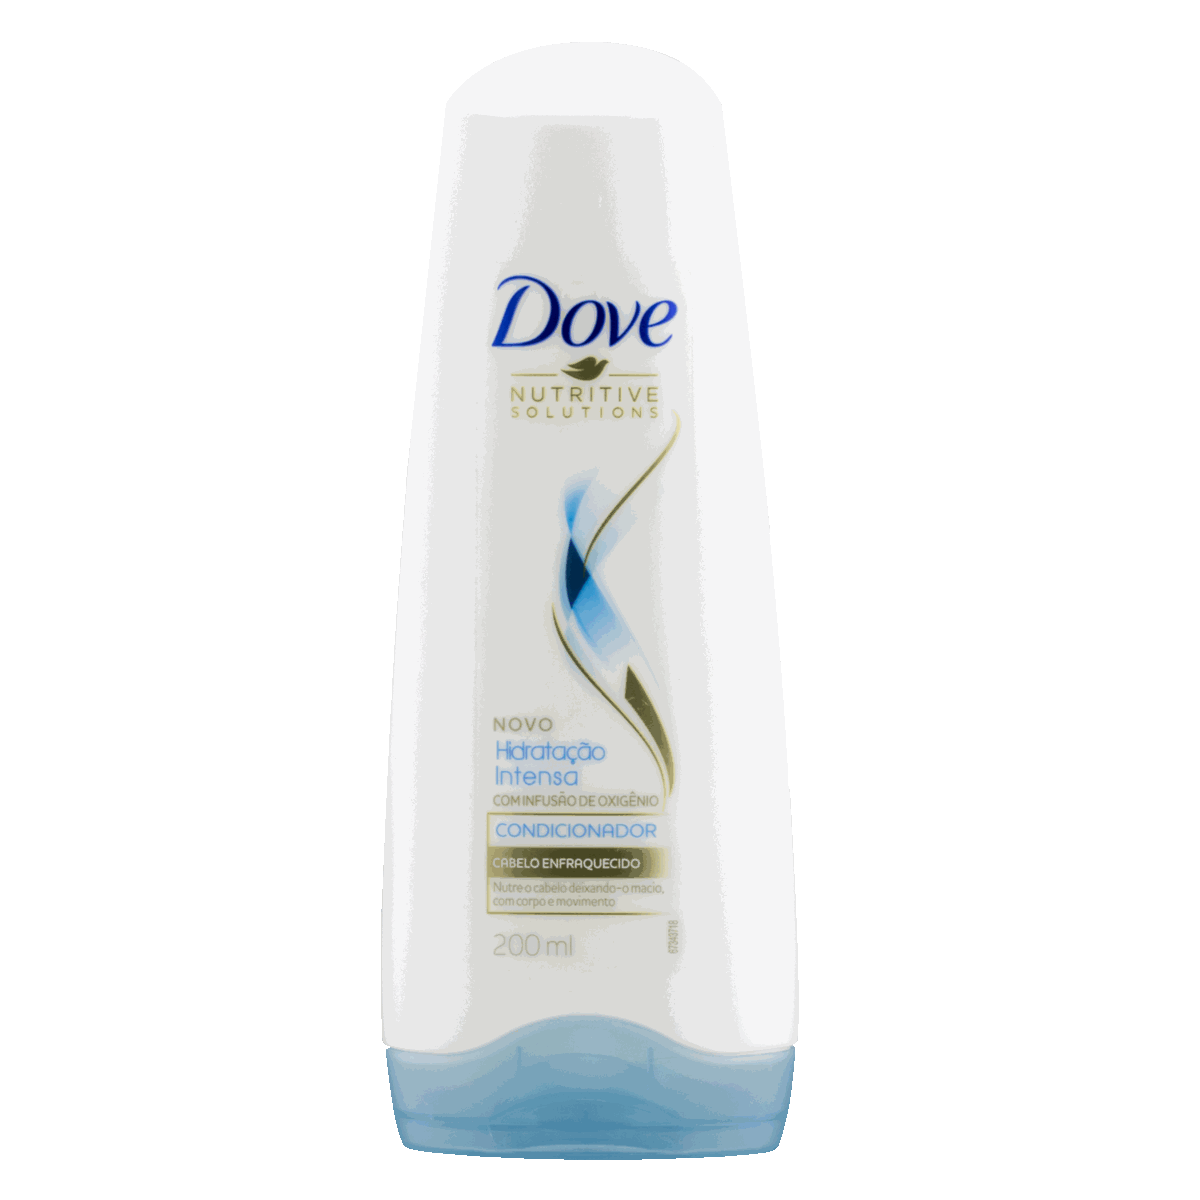 Dove
NUTRITIVE
SOLUTIONS
NOVO
Hidratação
Intensa
COM INFUSÃO DE OXIGÊNIO
CONDICIONADOR
CABELO ENFRAQUECIDO
Nutre o cabelo deixando-o macio,
com corpo e movimento
200 ml